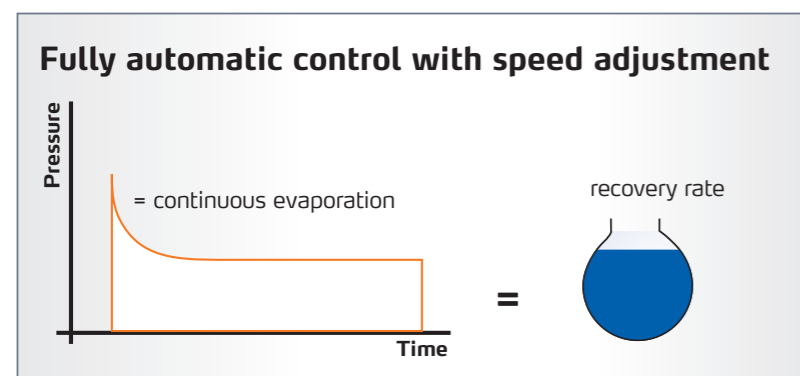 Fully automatic control with speed adjustment
Pressure
= continuous evaporation
recovery rate
=
Time